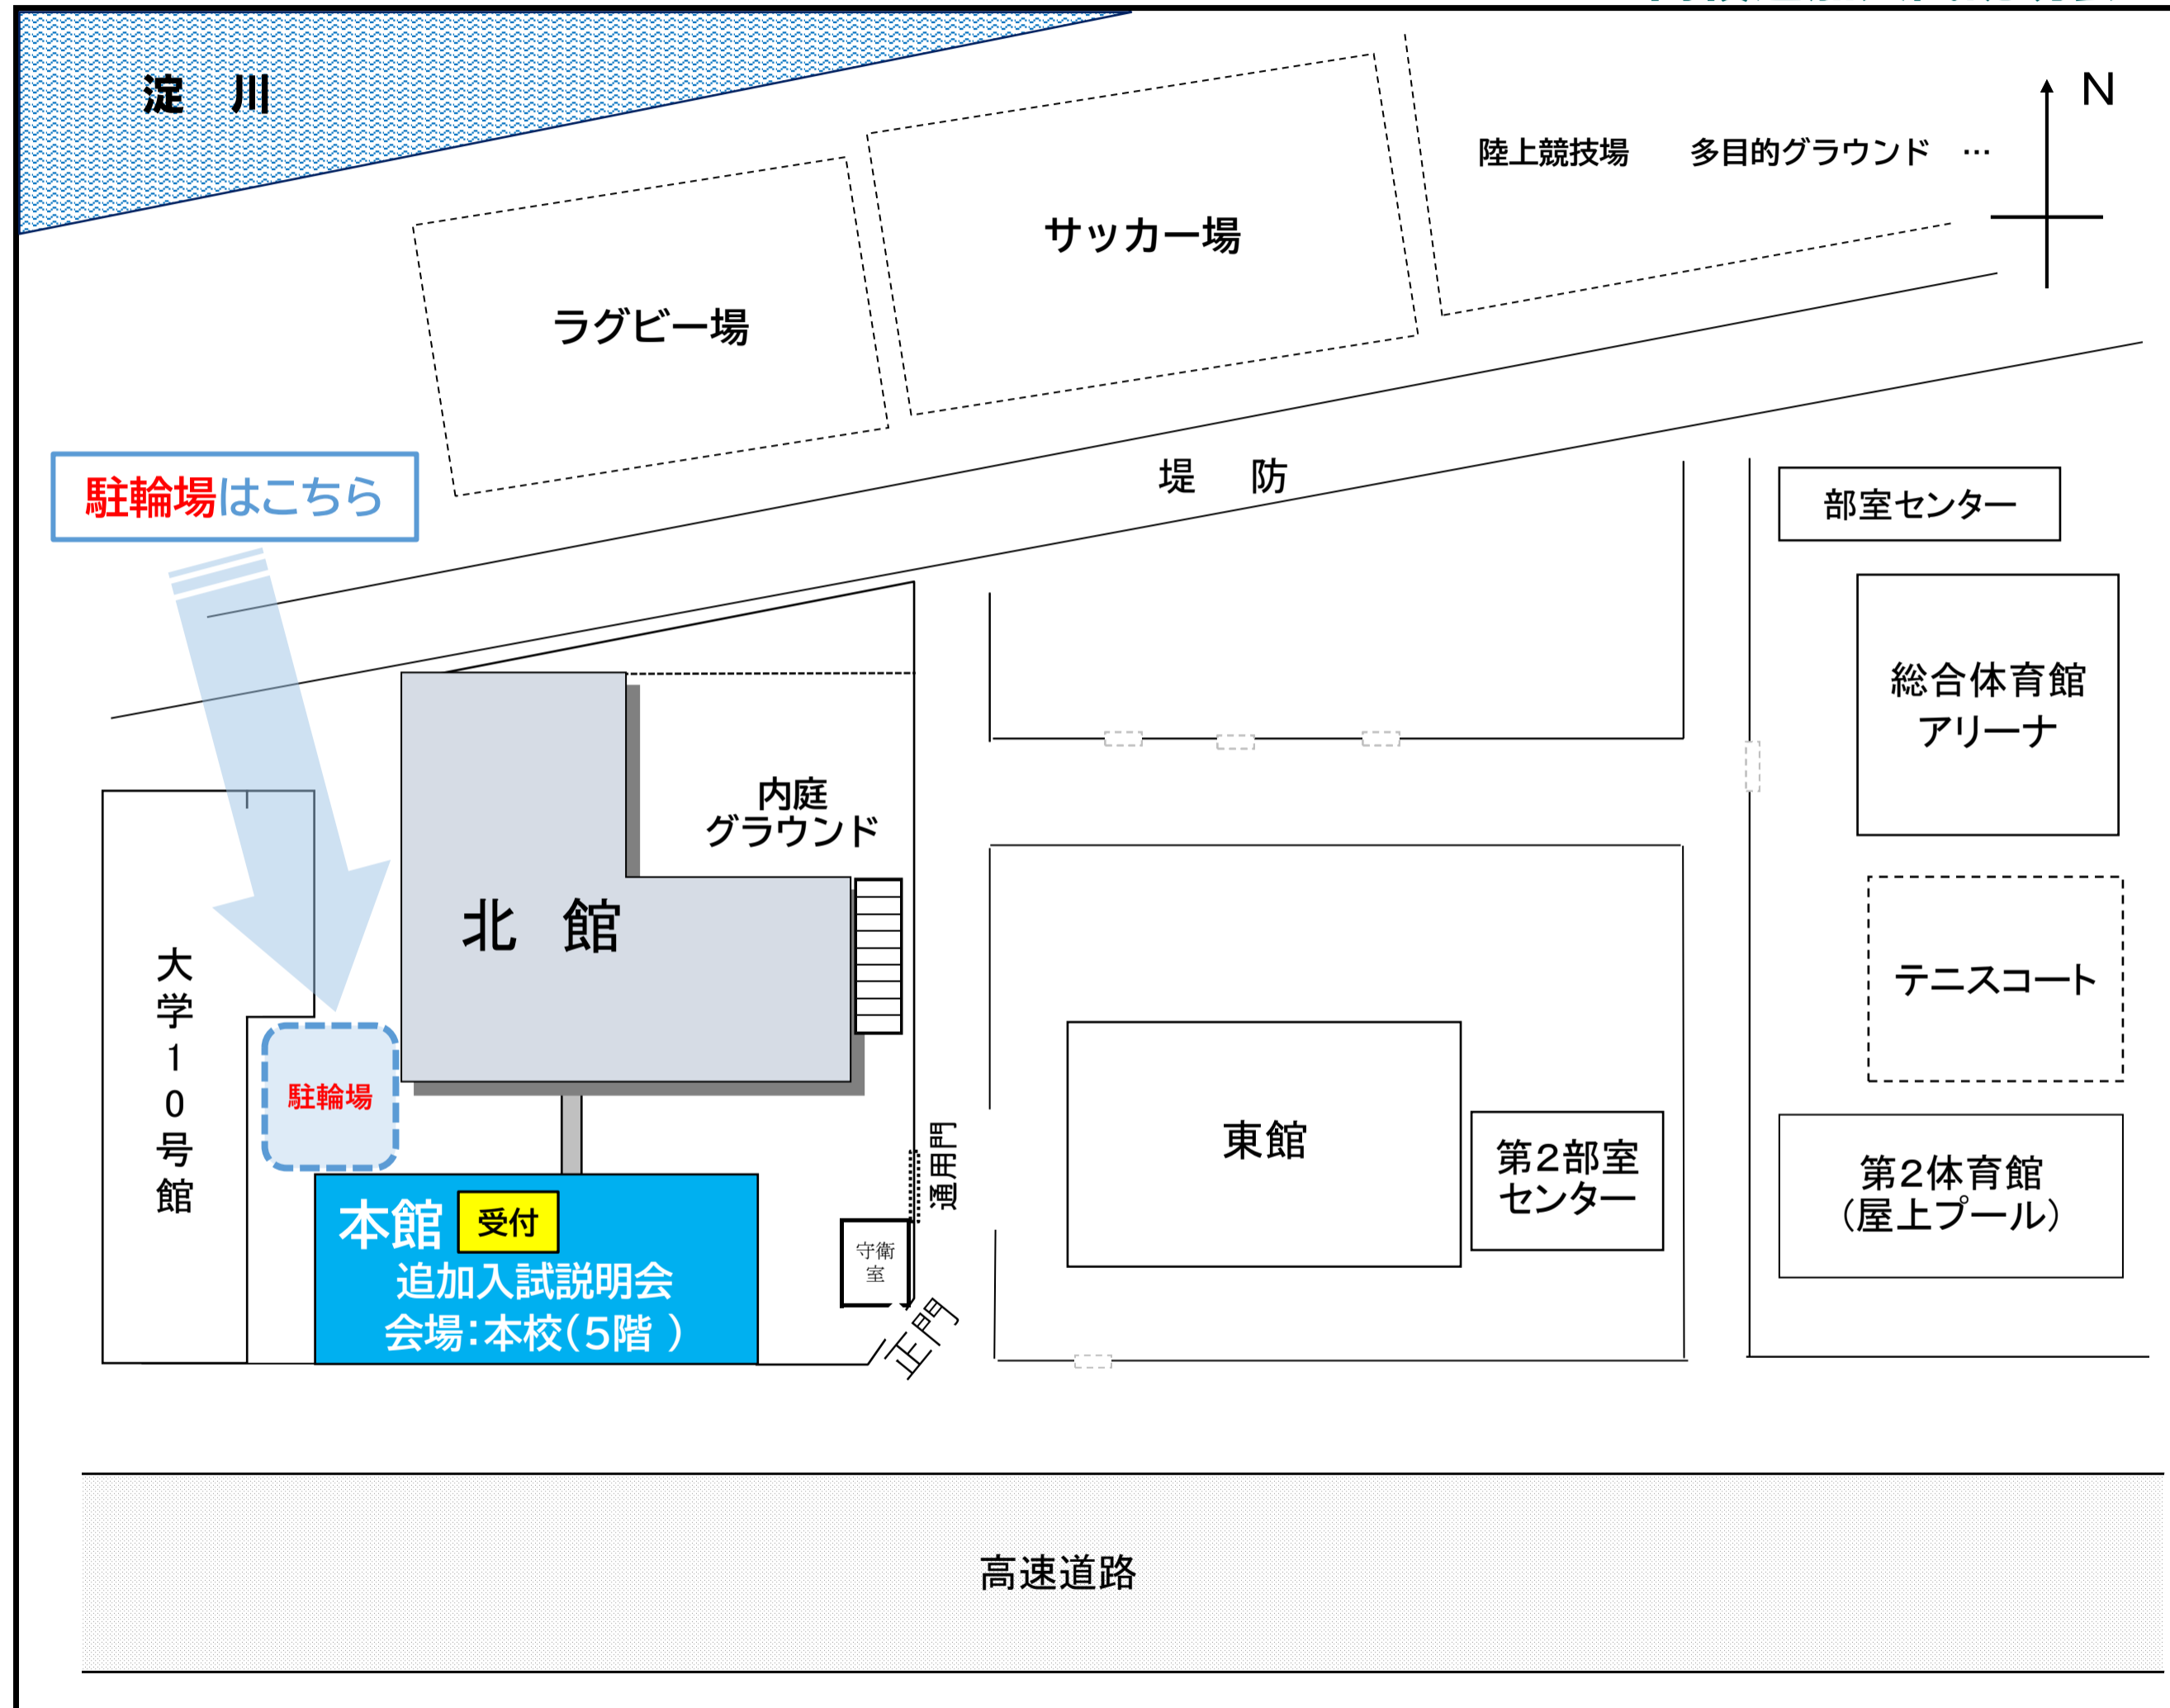 淀 川
N
陸上競技場 多目的グラウンド …
サッカー場
ラグビー場
堤 防
駐輪場はこちら
部室センター
総合体育館
アリーナ
内庭
グラウンド
北 館
大学10号館
テニスコート
駐輪場
東館
第2部室
センター
第2体育館
(屋上プール)
通用門
本館
受付
追加入試説明会
会場:本校(5階 )
守衛
室
正門
高速道路